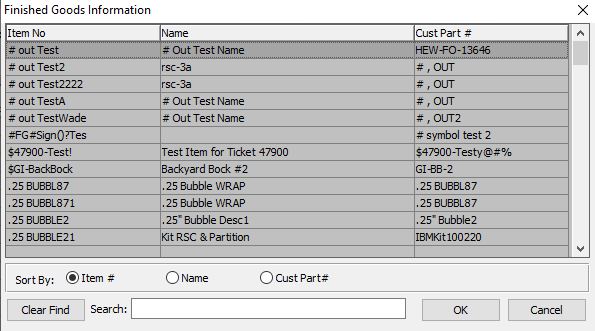 Finished Goods Information
Item No Name Cust Part #
# out Test # Out Test Name HEW-FO-13646
# out Test2 rsc-3a # , OUT
# out Test2222 rsc-3a # , OUT
# out TestA # Out Test Name # , OUT
# out TestWade # Out Test Name # , OUT2
#FG#Sign()?Tes # symbol test 2
$47900-Test! Test Item for Ticket 47900 $47900-Testy@#%
$GI-BackBock Backyard Bock #2 GI-BB-2
.25 BUBBL87 .25 Bubble WRAP .25 BUBBL87
.25 BUBBL871 .25 Bubble WRAP .25 BUBBL87
.25 BUBBLE2 .25" Bubble Desc1 .25" Bubble2
.25 BUBBLE21 Kit RSC & Partition IBMKit100220
Sort By: Item # Name Cust Part#
Clear Find Search: OK Cancel